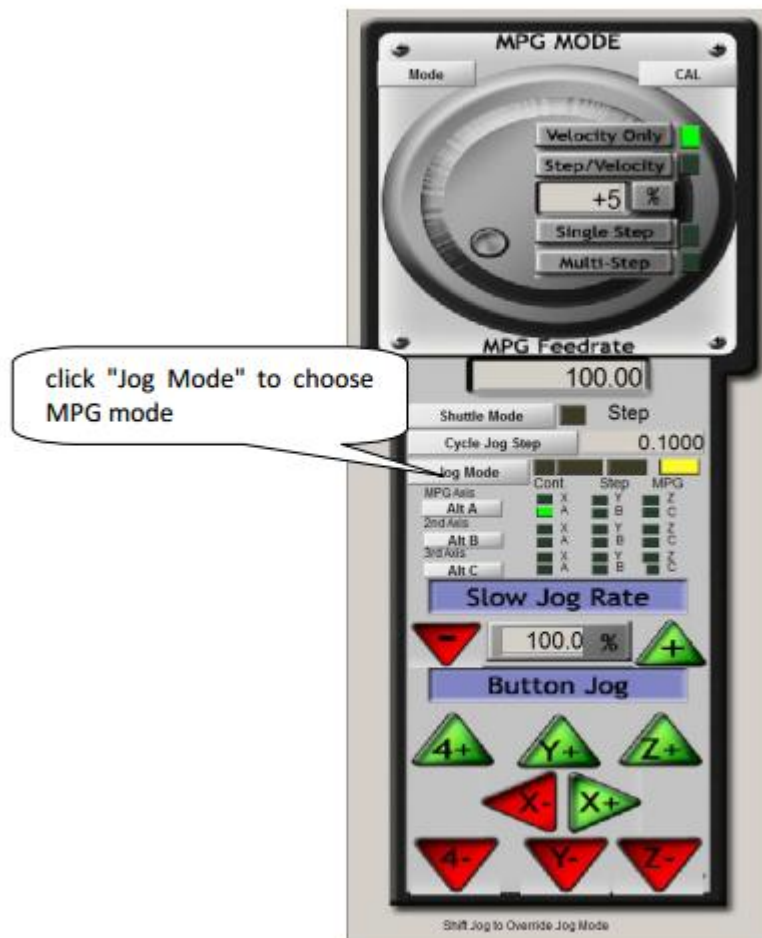 MPG MODE
Mode CAL
Velocity Only
Step/Velocity
+5 %
Single Step
Multi-Step
MPG Feedrate
100.00
click "Jog Mode" to choose
MPG mode
Shuttle Mode Step
Cycle Jog Step 0.1000
Jog Mode
Cont Step MPG
MPG Axis X Y Z
Alt A A B C
2nd Axis X Y Z
Alt B A B C
3rd Axis X Y Z
Alt C A B C
Slow Jog Rate
- 100.0 % +
Button Jog
4+ Y+ Z+
X- X+
4- Y- Z-
Shift Jog to Override Jog Mode